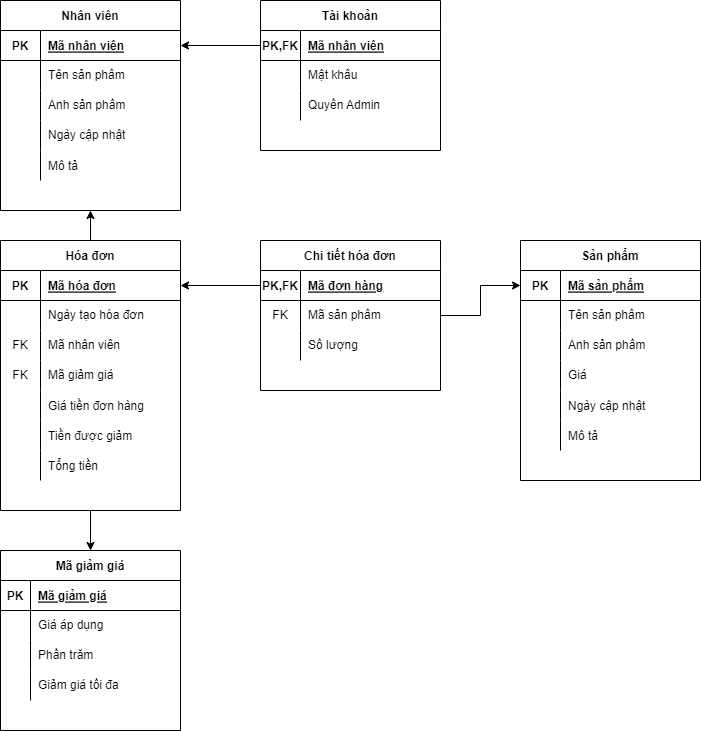 Nhân viên
PK Mã nhân viên
Tên sản phẩm
Ảnh sản phẩm
Ngày cập nhật
Mô tả
Tài khoản
PK,FK Mã nhân viên
Mật khẩu
Quyền Admin
Hóa đơn
PK Mã hóa đơn
Ngày tạo hóa đơn
FK Mã nhân viên
FK Mã giảm giá
Giá tiền đơn hàng
Tiền được giảm
Tổng tiền
Chi tiết hóa đơn
PK,FK Mã đơn hàng
FK Mã sản phẩm
Số lượng
Sản phẩm
PK Mã sản phẩm
Tên sản phẩm
Ảnh sản phẩm
Giá
Ngày cập nhật
Mô tả
Mã giảm giá
PK Mã giảm giá
Giá áp dụng
Phần trăm
Giảm giá tối đa